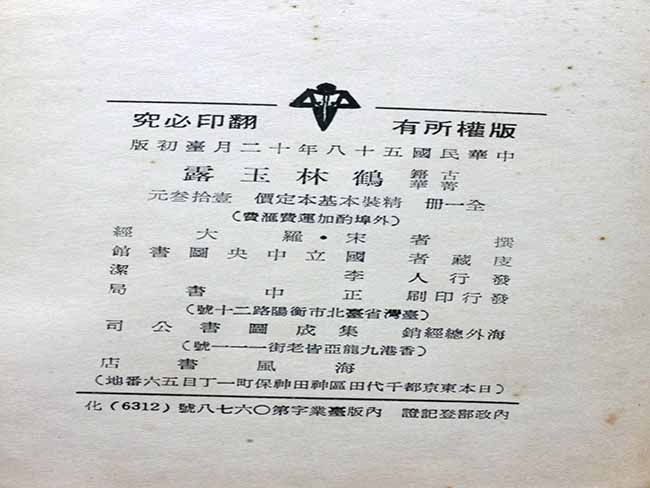 版權所有 翻印必究
中華民國五十八年十二月臺初版
古籍菁華 鶴林玉露
全一冊 精裝本基本定價 壹拾叁元
(外埠酌加運費滙費)
撰者 宋·羅大經
庋藏者 國立中央圖書館
發行人 李潔
發行印刷 正中書局
(臺灣省臺北市衡陽路二十號)
海外總經銷 集成圖書公司
(香港九龍亞皆老街一一一號)
海風書店
(日本東京都千代田區神田神保町一丁目五六番地)
內政部登記證 內版臺業字第〇六七八號(6312)化